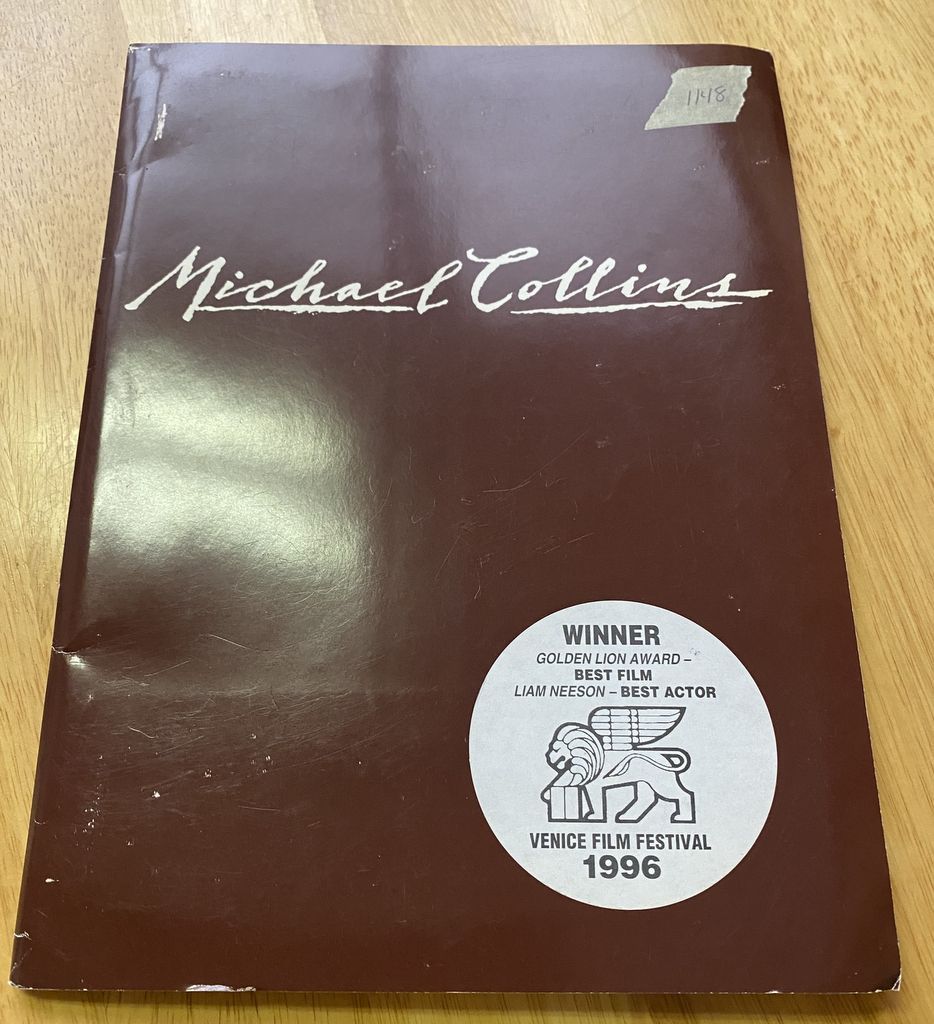 1148
Michael Collins
WINNER
GOLDEN LION AWARD –
BEST FILM
LIAM NEESON – BEST ACTOR
VENICE FILM FESTIVAL
1996